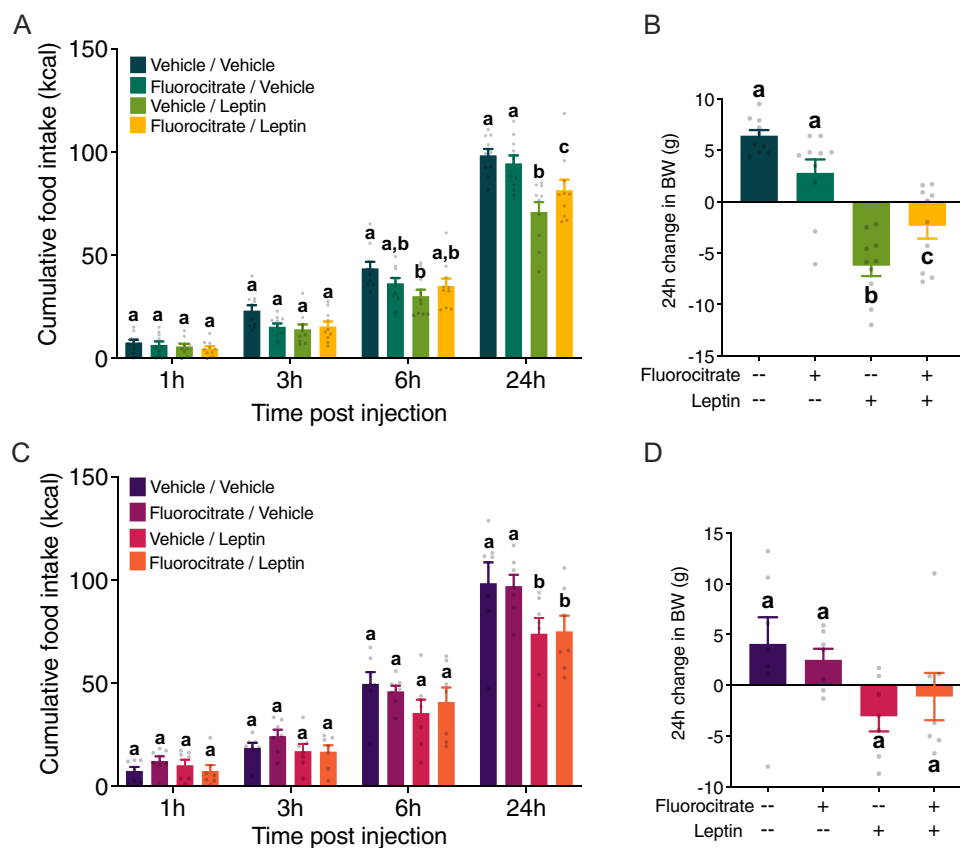 A
Cumulative food intake (kcal)
150
100
50
0
Vehicle / Vehicle
Fluorocitrate / Vehicle
Vehicle / Leptin
Fluorocitrate / Leptin
a a a a
a a a a
a a,b b a,b
a a b c
1h 3h 6h 24h
Time post injection
B
24h change in BW (g)
10
5
0
-5
-10
-15
a a b c
Fluorocitrate -- + -- +
Leptin -- -- + +
C
Cumulative food intake (kcal)
150
100
50
0
Vehicle / Vehicle
Fluorocitrate / Vehicle
Vehicle / Leptin
Fluorocitrate / Leptin
a a a a
a a a a
a a a a
a a b b
1h 3h 6h 24h
Time post injection
D
24h change in BW (g)
15
10
5
0
-5
-10
a a a a
Fluorocitrate -- + -- +
Leptin -- -- + +